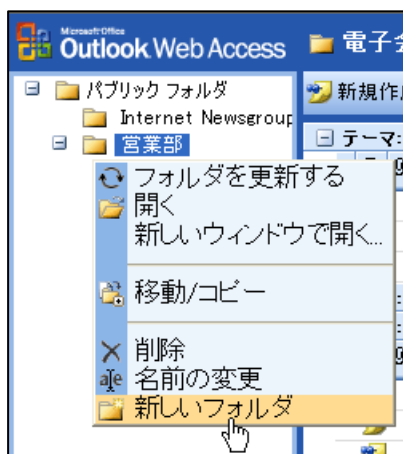 Microsoft Office
Outlook Web Access
電子会
パブリック フォルダ
新規作成
Internet Newsgroup
テーマ:
営業部
フォルダを更新する
開く
新しいウィンドウで開く...
移動/コピー
削除
名前の変更
新しいフォルダ